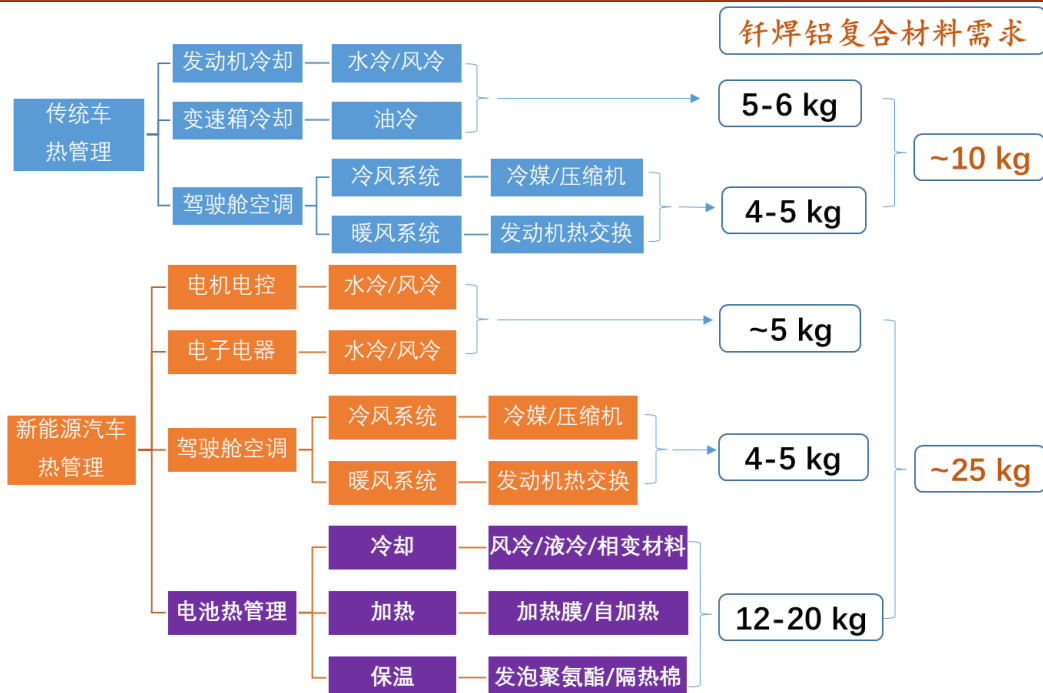 钎焊铝复合材料需求
传统车
热管理
发动机冷却
水冷/风冷
变速箱冷却
油冷
5-6 kg
驾驶舱空调
冷风系统
冷媒/压缩机
暖风系统
发动机热交换
4-5 kg
~10 kg
新能源汽车
热管理
电机电控
水冷/风冷
电子电器
水冷/风冷
~5 kg
驾驶舱空调
冷风系统
冷媒/压缩机
暖风系统
发动机热交换
4-5 kg
电池热管理
冷却
风冷/液冷/相变材料
加热
加热膜/自加热
保温
发泡聚氨酯/隔热棉
12-20 kg
~25 kg